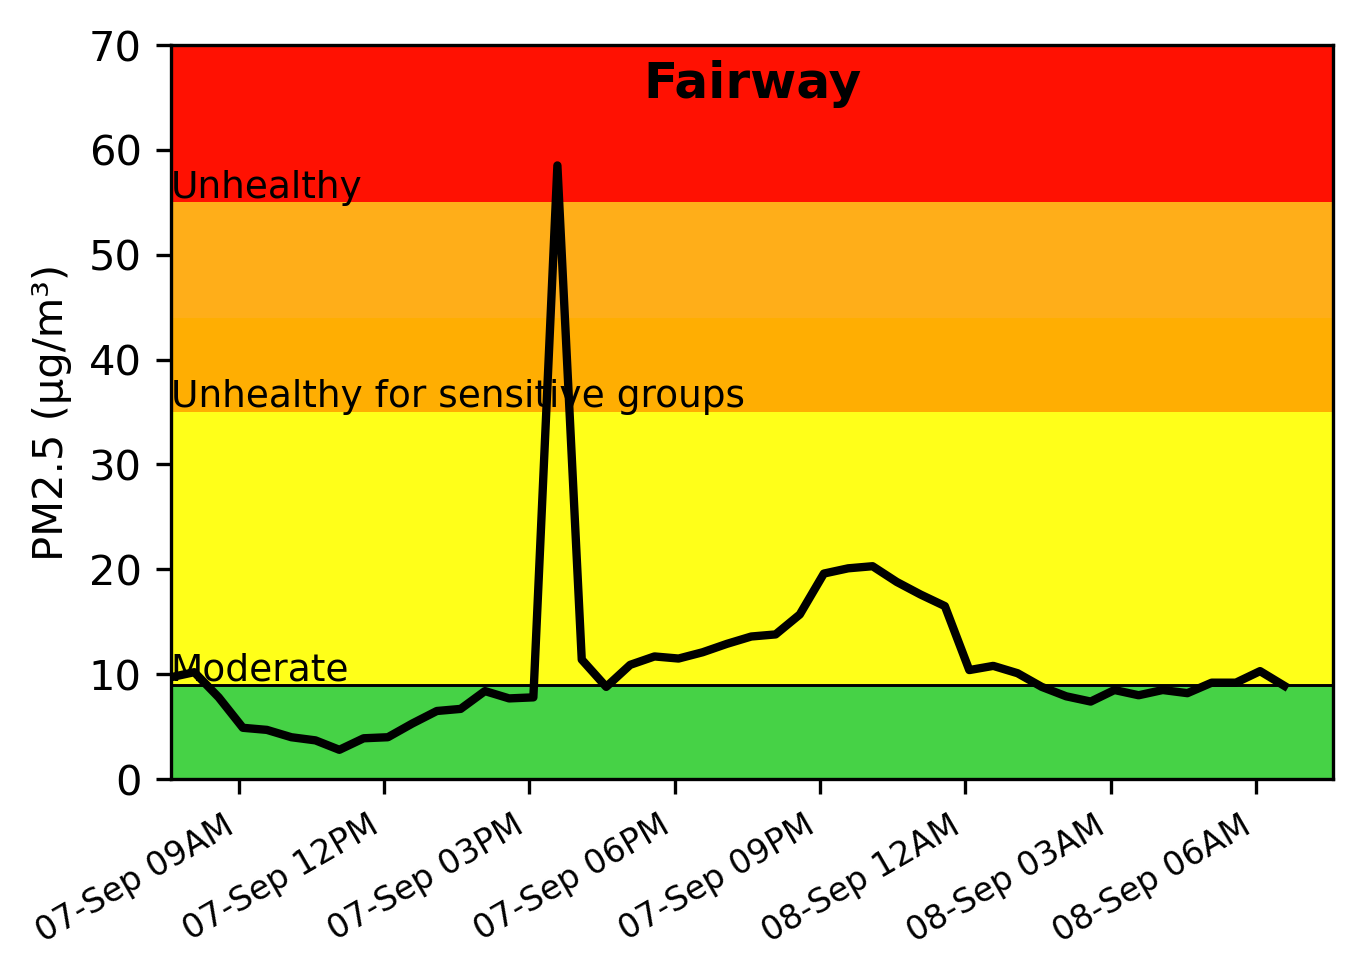 Fairway
70
60
50
40
30
20
10
0
PM2.5 (µg/m³)
Unhealthy
Unhealthy for sensitive groups
Moderate
07-Sep 09AM
07-Sep 12PM
07-Sep 03PM
07-Sep 06PM
07-Sep 09PM
08-Sep 12AM
08-Sep 03AM
08-Sep 06AM